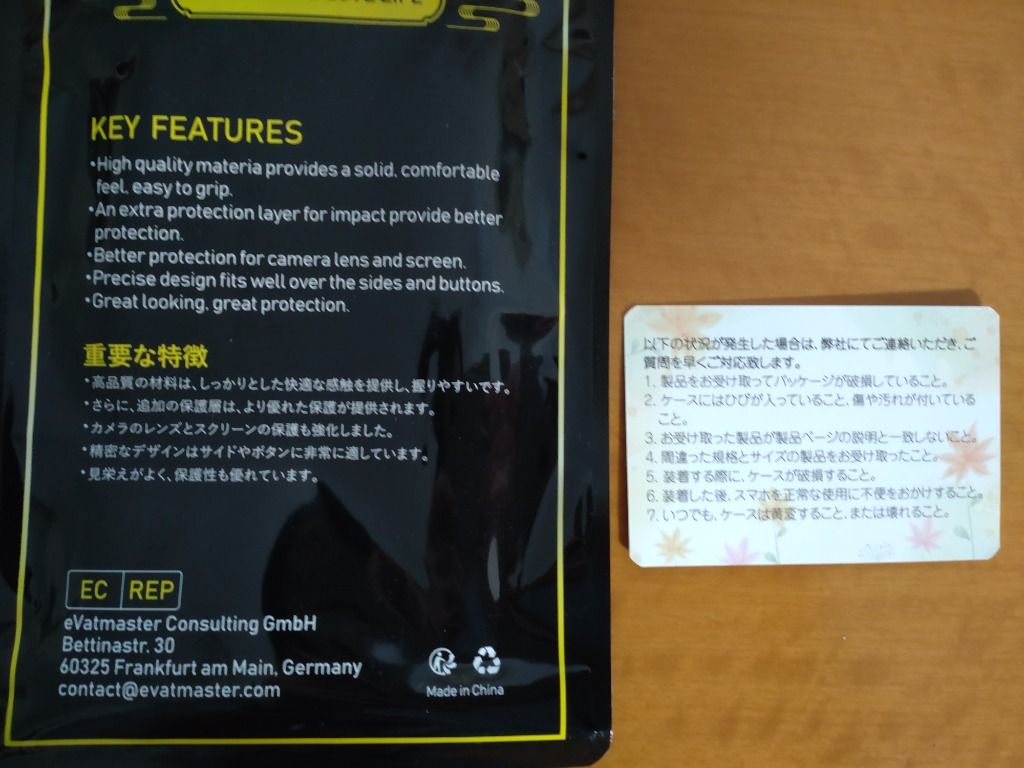 KEY FEATURES
•High quality materia provides a solid, comfortable
feel, easy to grip.
•An extra protection layer for impact provide better
protection.
•Better protection for camera lens and screen.
•Precise design fits well over the sides and buttons.
•Great looking, great protection.
重要な特徴
•高品質の材料は、しっかりとした快適な感触を提供し、握りやすいです。
•さらに、追加の保護層は、より優れた保護が提供されます。
•カメラのレンズとスクリーンの保護も強化しました。
•精密なデザインはサイドやボタンに非常に適しています。
•見栄えがよく、保護性も優れています。
EC REP
eVatmaster Consulting GmbH
Bettinastr. 30
60325 Frankfurt am Main, Germany
contact@evatmaster.com
Made in China
以下の状況が発生した場合は、弊社にてご連絡いただき、ご
質問を早くご対応致します。
1. 製品をお受け取ってパッケージが破損していること。
2. ケースにはひびが入っていること、傷や汚れが付いている
こと。
3. お受け取った製品が製品ページの説明と一致しないこと。
4. 間違った規格とサイズの製品をお受け取ったこと。
5. 装着する際に、ケースが破損すること。
6. 装着した後、スマホを正常な使用に不便をおかけすること。
7. いつでも、ケースは黄変すること、または壊れること。